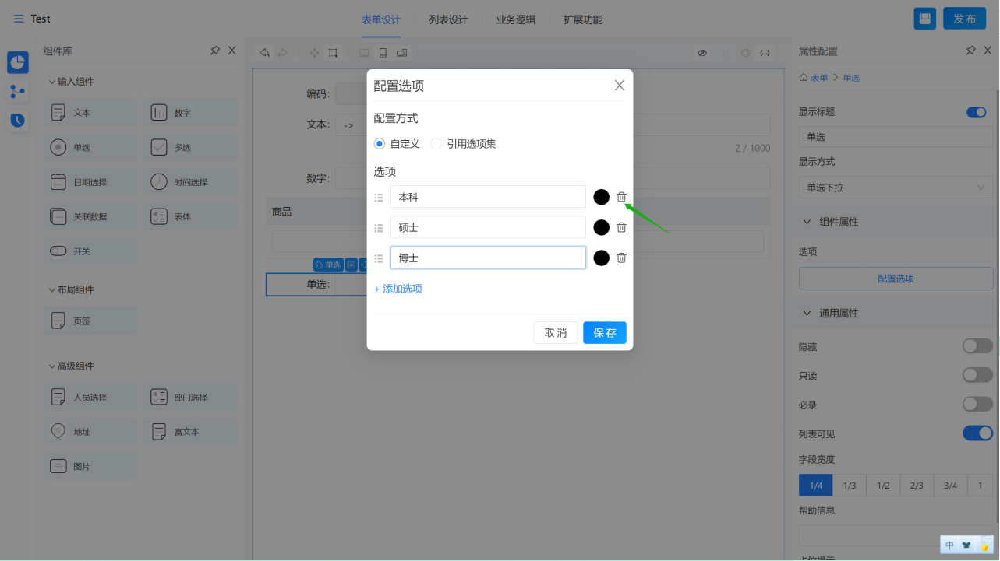 Test
表单设计
列表设计
业务逻辑
扩展功能
发布
组件库
输入组件
文本
数字
单选
多选
日期选择
时间选择
关联数据
表体
开关
布局组件
页签
高级组件
人员选择
部门选择
地址
富文本
图片
编码:
文本:
->
2 / 1000
数字:
商品
单选
单选:
配置选项
配置方式
自定义
引用选项集
选项
本科
硕士
博士
+ 添加选项
取消
保存
属性配置
表单 > 单选
显示标题
单选
显示方式
单选下拉
组件属性
选项
配置选项
通用属性
隐藏
只读
必录
列表可见
字段宽度
1/4
1/3
1/2
2/3
3/4
1
帮助信息
占位提示
中